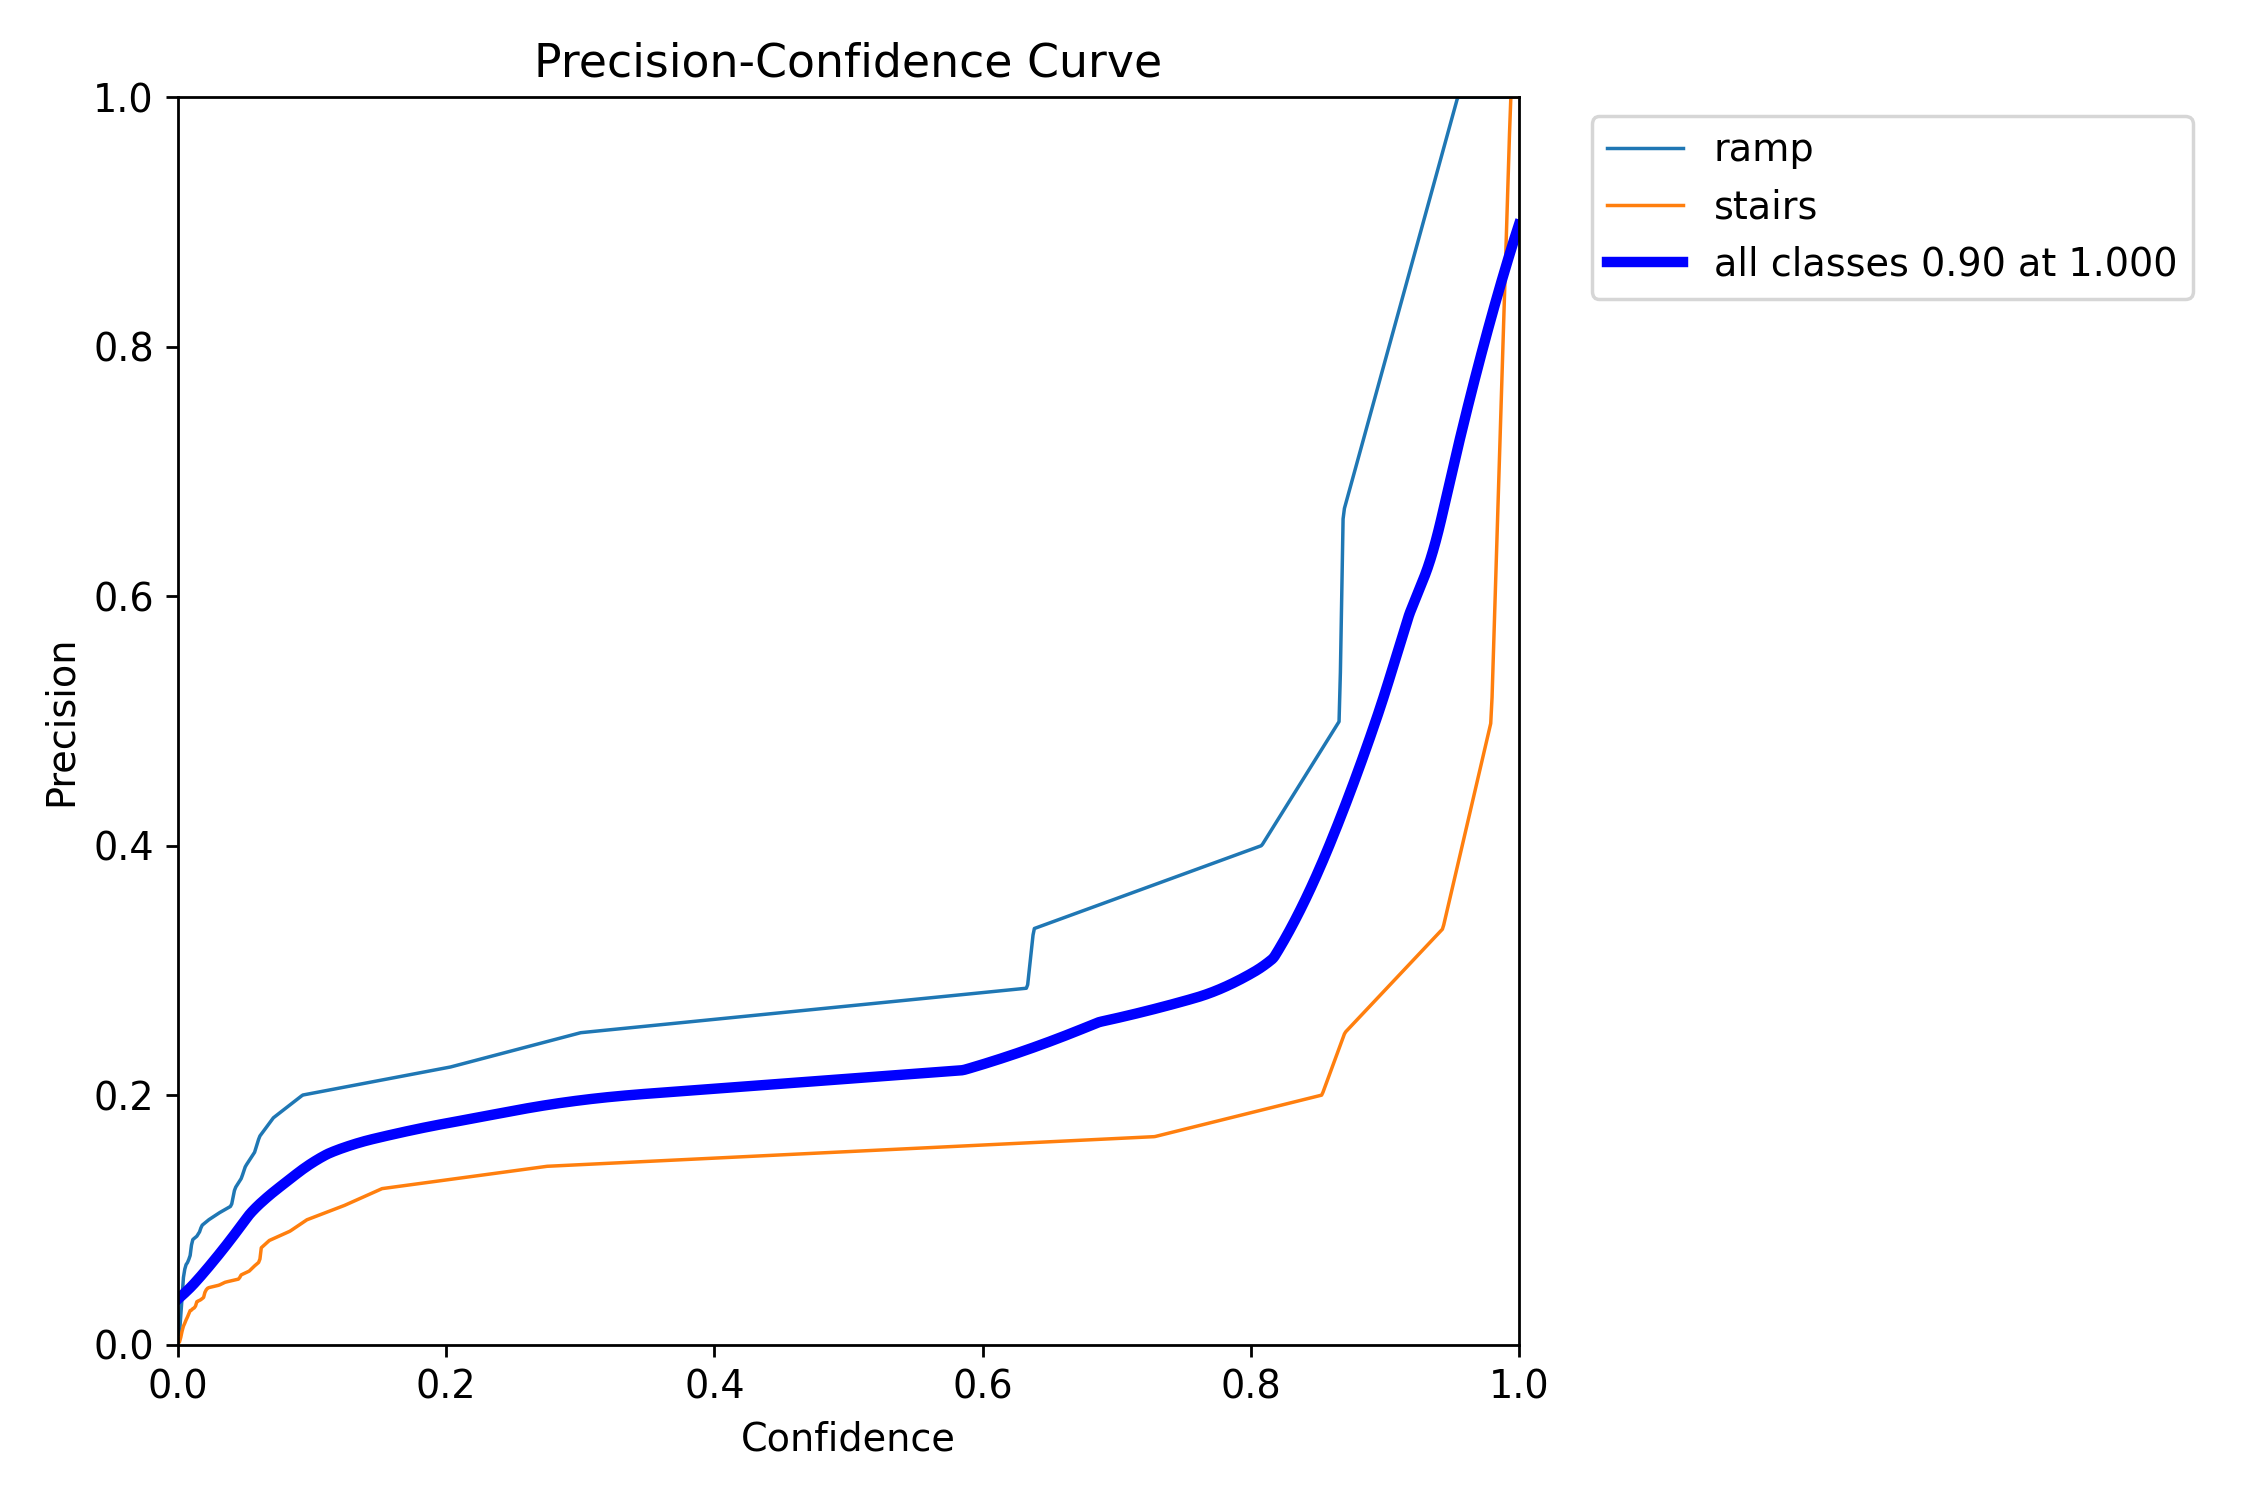 Precision-Confidence Curve
1.0
0.8
0.6
0.4
0.2
0.0
Precision
0.0 0.2 0.4 0.6 0.8 1.0
Confidence
ramp
stairs
all classes 0.90 at 1.000